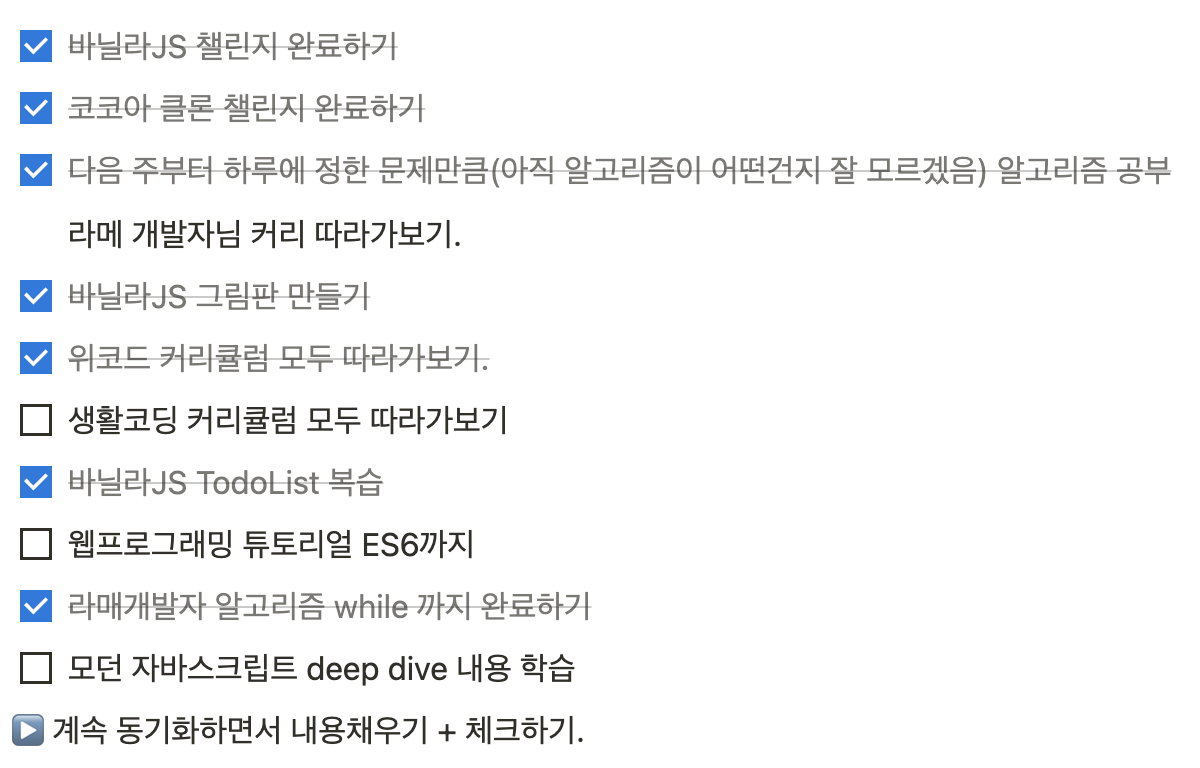 바닐라JS 챌린지 완료하기
코코아 클론 챌린지 완료하기
다음 주부터 하루에 정한 문제만큼(아직 알고리즘이 어떤건지 잘 모르겠음) 알고리즘 공부
라메 개발자님 커리 따라가보기.
바닐라JS 그림판 만들기
위코드 커리큘럼 모두 따라가보기.
생활코딩 커리큘럼 모두 따라가보기
바닐라JS TodoList 복습
웹프로그래밍 튜토리얼 ES6까지
라매개발자 알고리즘 while 까지 완료하기
모던 자바스크립트 deep dive 내용 학습
계속 동기화하면서 내용채우기 + 체크하기.